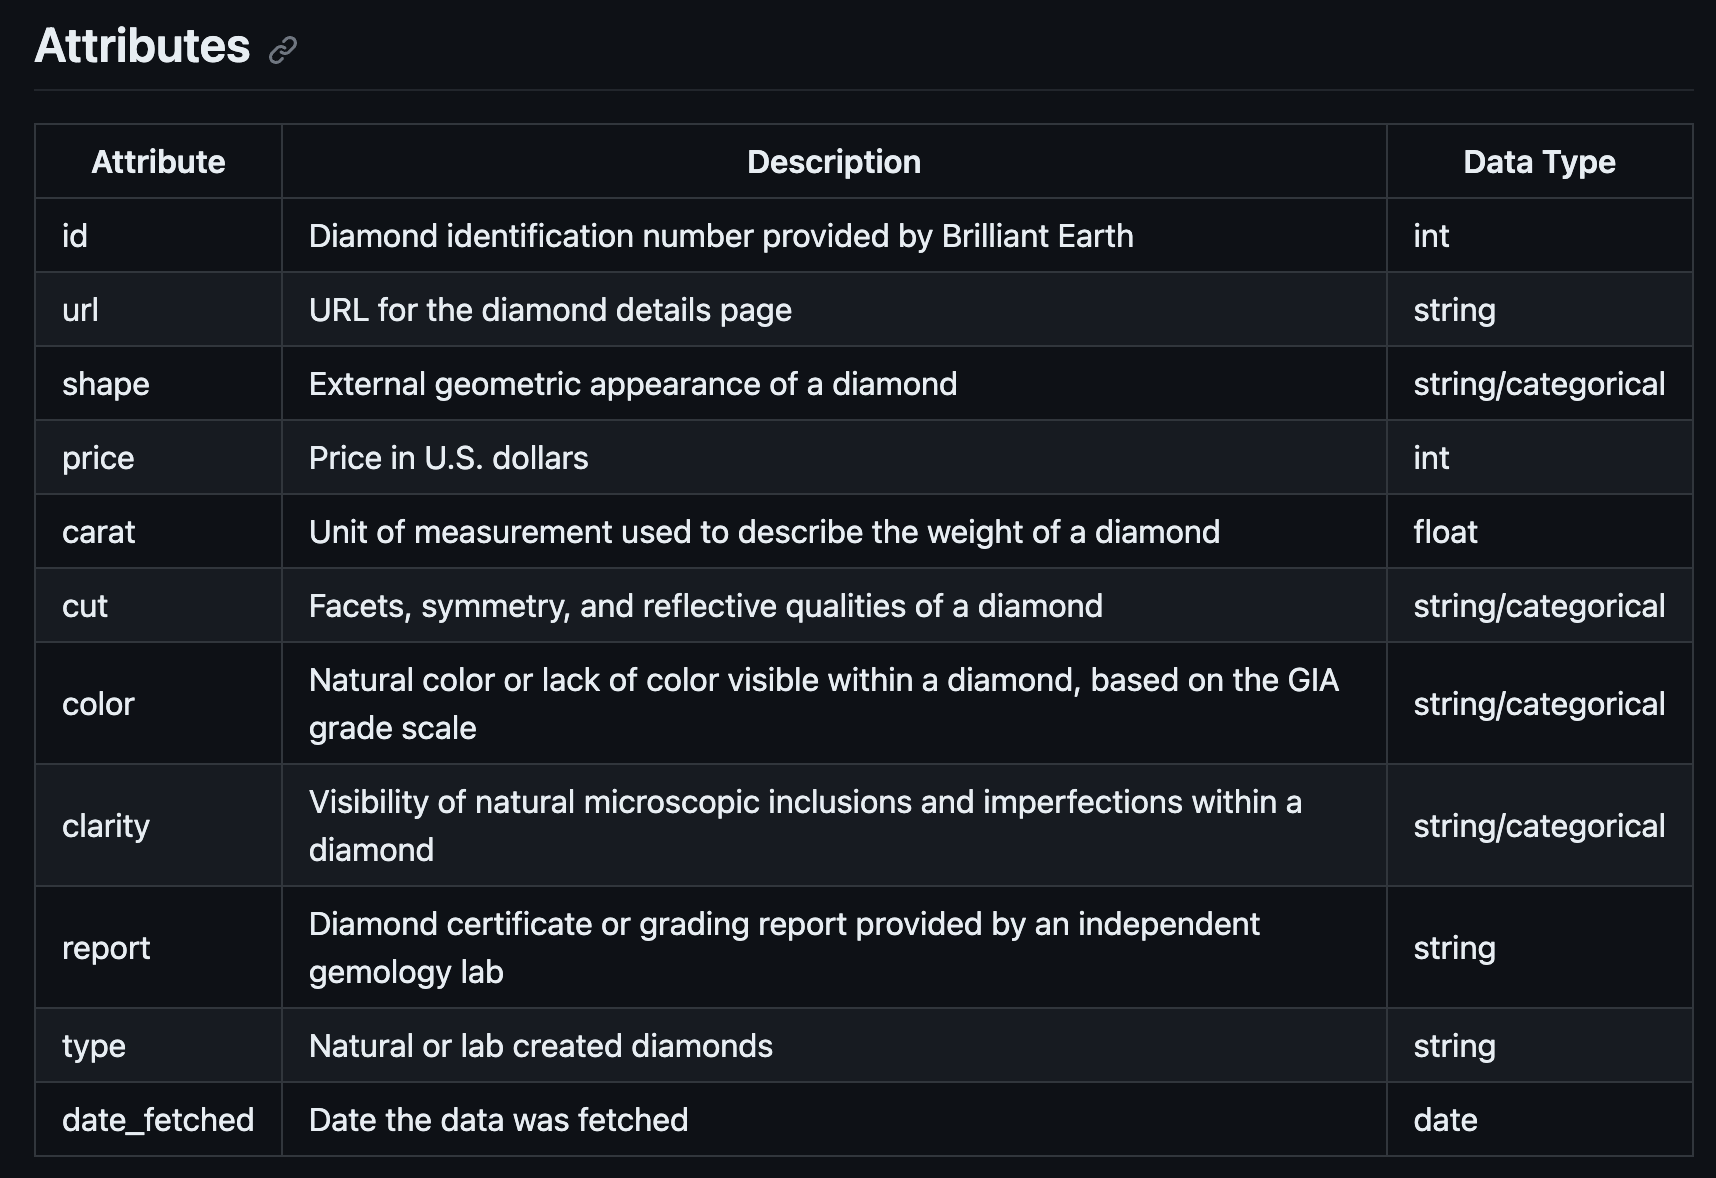 Attributes
Attribute Description Data Type
id Diamond identification number provided by Brilliant Earth int
url URL for the diamond details page string
shape External geometric appearance of a diamond string/categorical
price Price in U.S. dollars int
carat Unit of measurement used to describe the weight of a diamond float
cut Facets, symmetry, and reflective qualities of a diamond string/categorical
color Natural color or lack of color visible within a diamond, based on the GIA
grade scale string/categorical
clarity Visibility of natural microscopic inclusions and imperfections within a
diamond string/categorical
report Diamond certificate or grading report provided by an independent
gemology lab string
type Natural or lab created diamonds string
date_fetched Date the data was fetched date